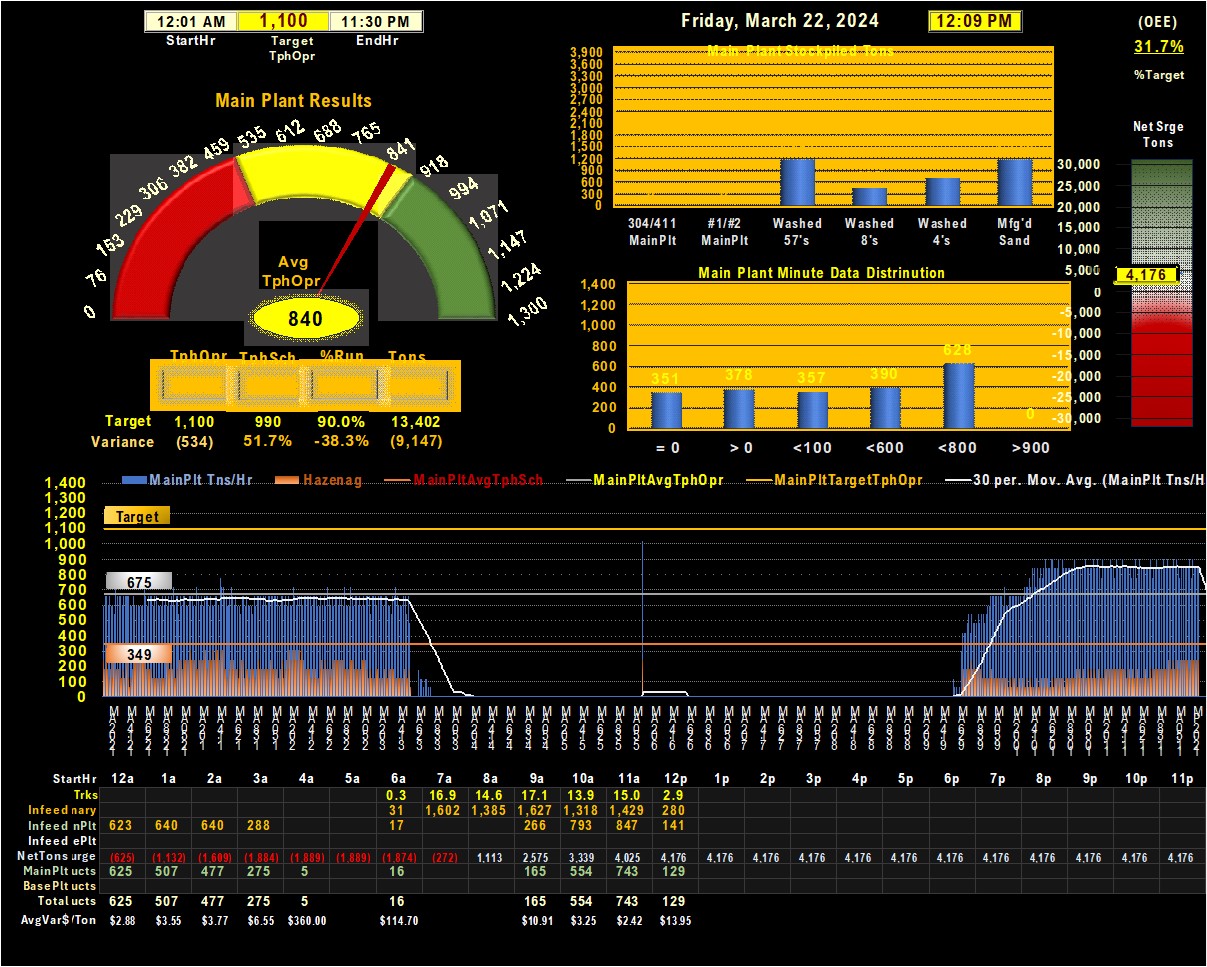 12:01 AM 1,100 11:30 PM
StartHr Target EndHr
TphOpr
Friday, March 22, 2024 12:09 PM
(OEE)
31.7%
%Target
Main Plant Results
0 76 153 229 306 382 459 535 612 688 765 841 918 994 1,071 1,147 1,224 1,300
Avg
TphOpr
840
TphOpr TphSch %Run Tons
Target 1,100 990 90.0% 13,402
Variance (534) 51.7% -38.3% (9,147)
Main Plant Stockpiled Tons
3,900
3,600
3,300
3,000
2,700
2,400
2,100
1,800
1,500
1,200
900
600
300
0
304/411 #1/#2 Washed Washed Washed Mfg'd
MainPlt MainPlt 57's 8's 4's Sand
Net Srge
Tons
30,000
25,000
20,000
15,000
10,000
5,000
4,176
0
-5,000
-10,000
-15,000
-20,000
-25,000
-30,000
Main Plant Minute Data Distrinution
1,400
1,200
1,000
800
600
400
200
0
351 378 357 390 628 0
= 0 > 0 <100 <600 <800 >900
MainPlt Tns/Hr Hazenag MainPltAvgTphSch MainPltAvgTphOpr MainPltTargetTphOpr 30 per. Mov. Avg. (MainPlt Tns/H
1,400
1,300
1,200
1,100
1,000
900
800
700
600
500
400
300
200
100
0
Target
675
349
StartHr 12a 1a 2a 3a 4a 5a 6a 7a 8a 9a 10a 11a 12p 1p 2p 3p 4p 5p 6p 7p 8p 9p 10p 11p
Trks 0.3 16.9 14.6 17.1 13.9 15.0 2.9
Infeed nary 31 1,602 1,385 1,627 1,318 1,429 280
Infeed nPlt 623 640 640 288 17 266 793 847 141
Infeed ePlt
NetTons urge (625) (1,132) (1,609) (1,884) (1,889) (1,889) (1,874) (272) 1,113 2,575 3,339 4,025 4,176 4,176 4,176 4,176 4,176 4,176 4,176 4,176 4,176 4,176 4,176 4,176
MainPlt ucts 625 507 477 275 5 16 165 554 743 129
BasePlt ucts
Total ucts 625 507 477 275 5 16 165 554 743 129
AvgVar$/Ton $2.88 $3.55 $3.77 $6.55 $360.00 $114.70 $10.91 $3.25 $2.42 $13.95